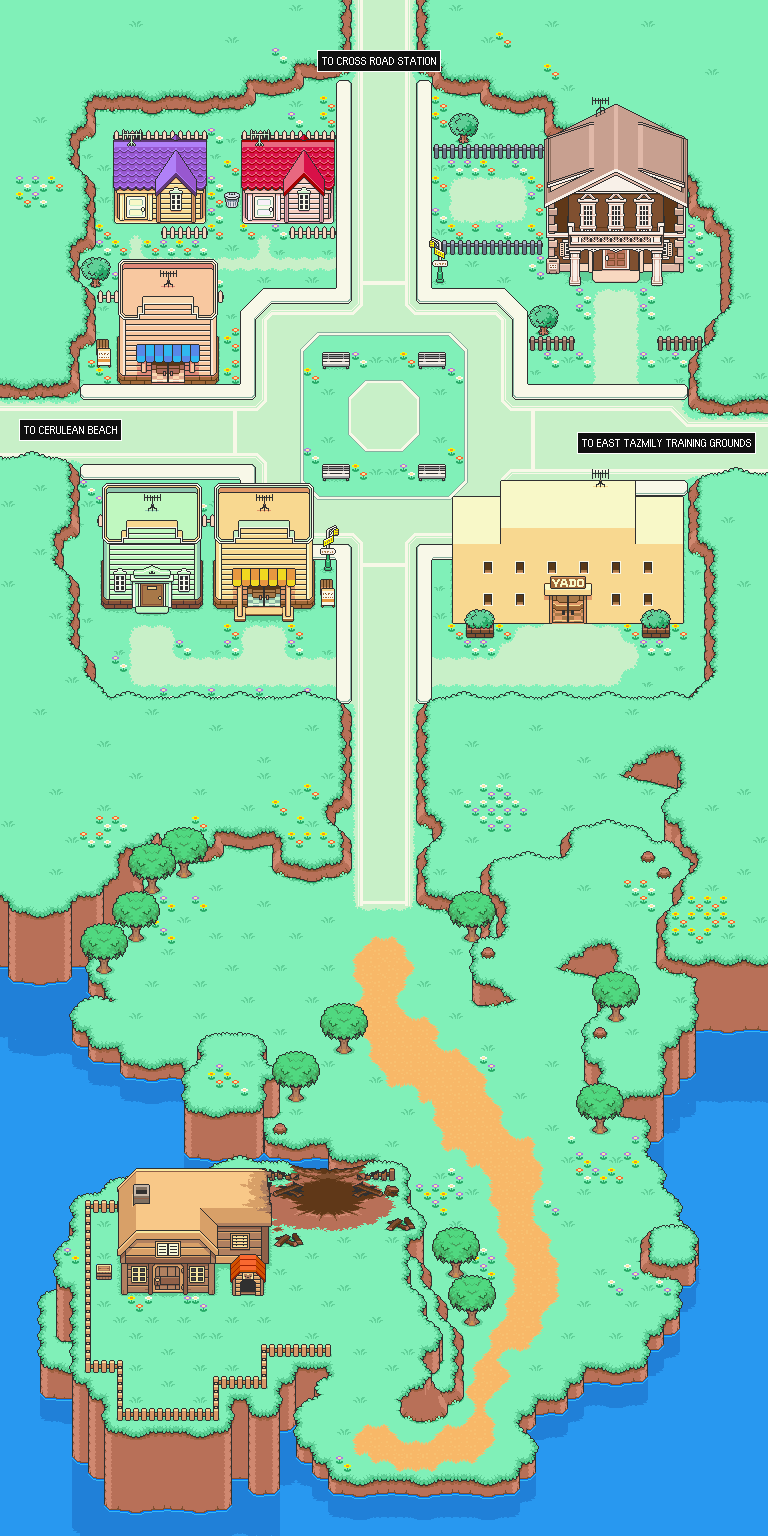 TO CROSS ROAD STATION
TO CERULEAN BEACH
TO EAST TAZMILY TRAINING GROUNDS
YADO